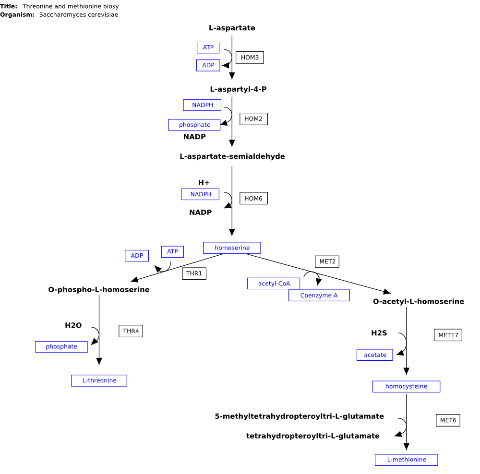 Title: Threonine and methionine biosy
Organism: Saccharomyces cerevisiae
L-aspartate
ATP
HOM3
ADP
L-aspartyl-4-P
NADPH
HOM2
phosphate
NADP
L-aspartate-semialdehyde
H+
NADPH
HOM6
NADP
homoserine
ATP
ADP
MET2
THR1
acetyl-CoA
Coenzyme A
O-phospho-L-homoserine
O-acetyl-L-homoserine
H2O
THR4
H2S
MET17
phosphate
acetate
L-threonine
homocysteine
5-methyltetrahydropteroyltri-L-glutamate
MET6
tetrahydropteroyltri-L-glutamate
L-methionine